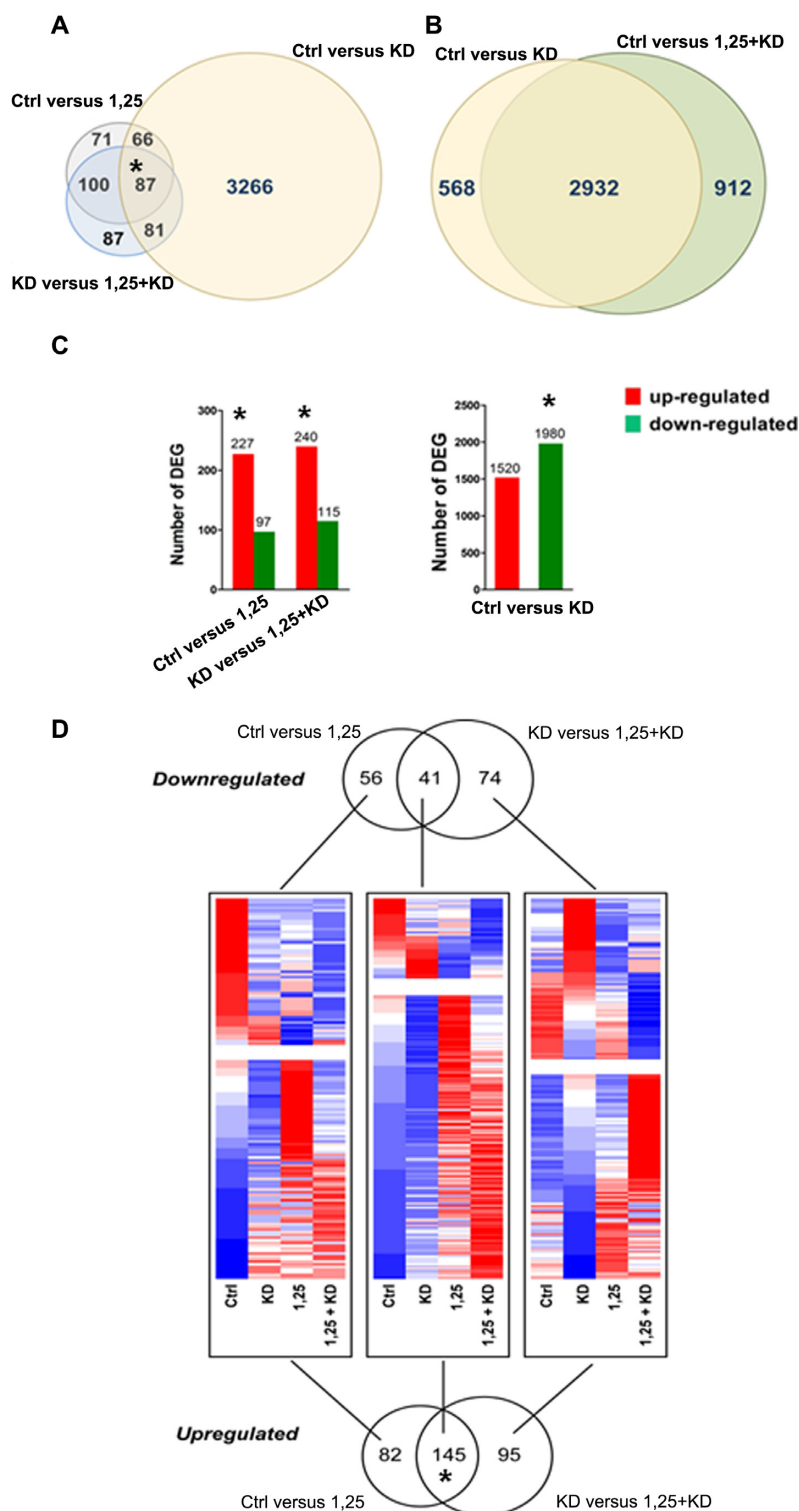 A
B
Ctrl versus KD
Ctrl versus KD
Ctrl versus 1,25+KD
Ctrl versus 1,25
71 66
*
100 87
3266
87 81
KD versus 1,25+KD
568 2932 912
C
Number of DEG
300
200
100
0
*
227
97
*
240
115
Ctrl versus 1,25
KD versus 1,25+KD
Number of DEG
2500
2000
1500
1000
500
0
1520
*
1980
Ctrl versus KD
up-regulated
down-regulated
D
Ctrl versus 1,25
KD versus 1,25+KD
Downregulated
56 41 74
Ctrl KD 1,25 1,25 + KD
Ctrl KD 1,25 1,25 + KD
Ctrl KD 1,25 1,25 + KD
Upregulated
82 145 95
*
Ctrl versus 1,25
KD versus 1,25+KD